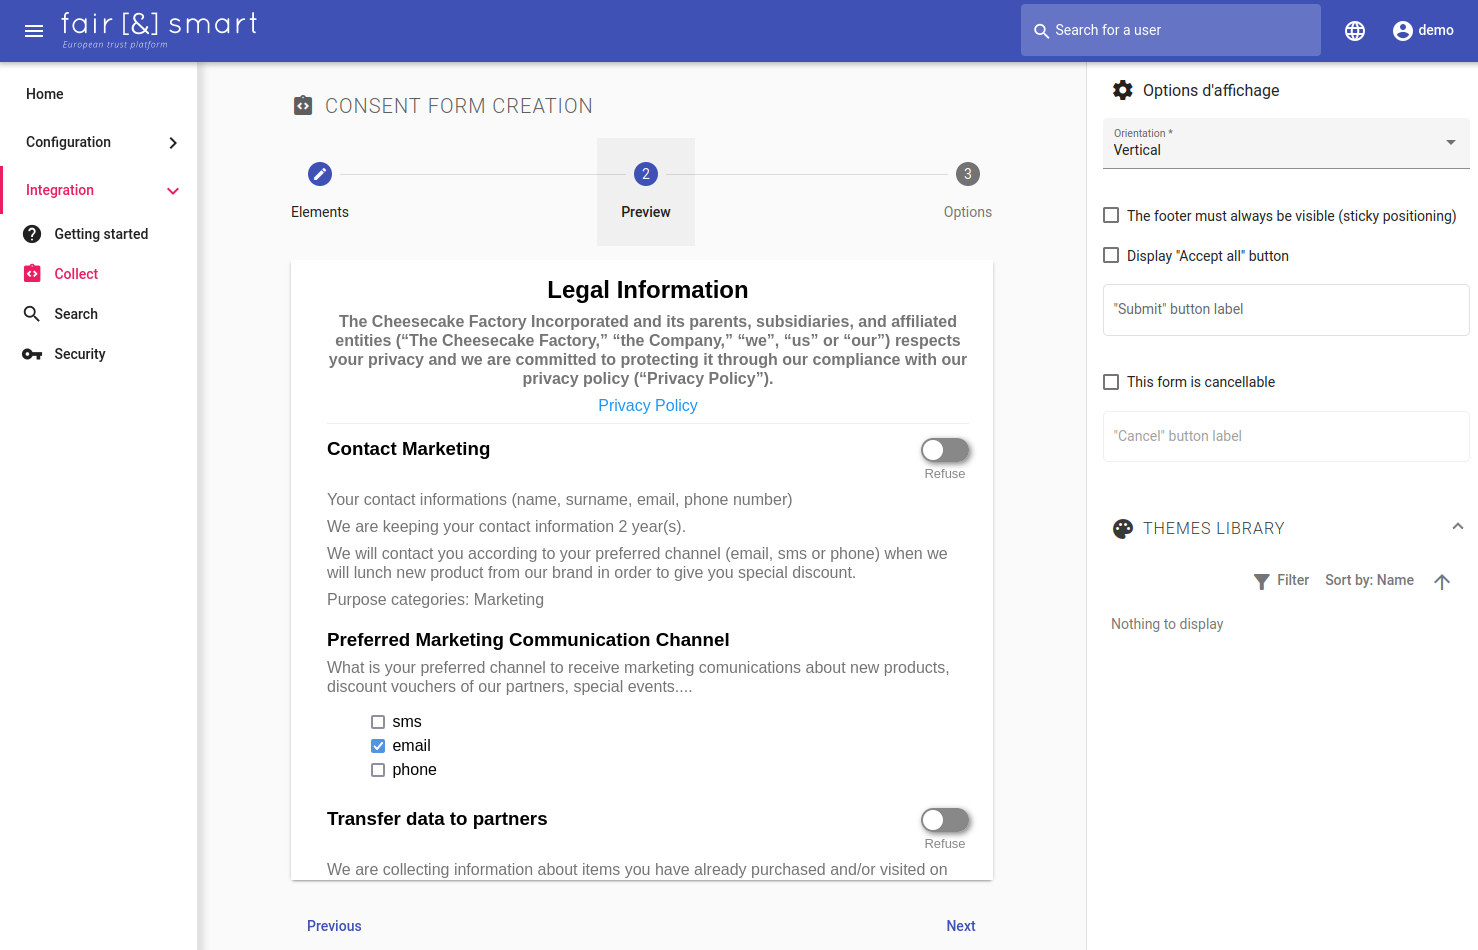 fair [&] smart
European trust platform
Search for a user
demo
Home
Configuration
Integration
Getting started
Collect
Search
Security
CONSENT FORM CREATION
2
3
Elements
Preview
Options
Legal Information
The Cheesecake Factory Incorporated and its parents, subsidiaries, and affiliated
entities (“The Cheesecake Factory,” “the Company,” “we”, “us” or “our”) respects
your privacy and we are committed to protecting it through our compliance with our
privacy policy (“Privacy Policy”).
Privacy Policy
Contact Marketing
Refuse
Your contact informations (name, surname, email, phone number)
We are keeping your contact information 2 year(s).
We will contact you according to your preferred channel (email, sms or phone) when we
will lunch new product from our brand in order to give you special discount.
Purpose categories: Marketing
Preferred Marketing Communication Channel
What is your preferred channel to receive marketing comunications about new products,
discount vouchers of our partners, special events....
sms
email
phone
Transfer data to partners
Refuse
We are collecting information about items you have already purchased and/or visited on
Previous
Next
Options d'affichage
Orientation *
Vertical
The footer must always be visible (sticky positioning)
Display "Accept all" button
"Submit" button label
This form is cancellable
"Cancel" button label
THEMES LIBRARY
Filter
Sort by: Name
Nothing to display